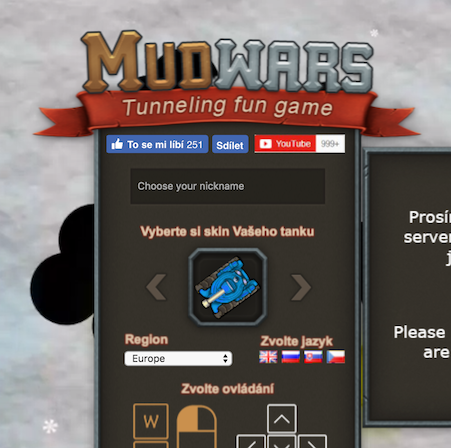 MUDWARS
Tunneling fun game
To se mi líbí 251
Sdílet
YouTube
999+
Choose your nickname
Vyberte si skin Vašeho tanku
Region
Zvolte jazyk
Europe
Zvolte ovládání
W
Prosí
server
j
Please
are